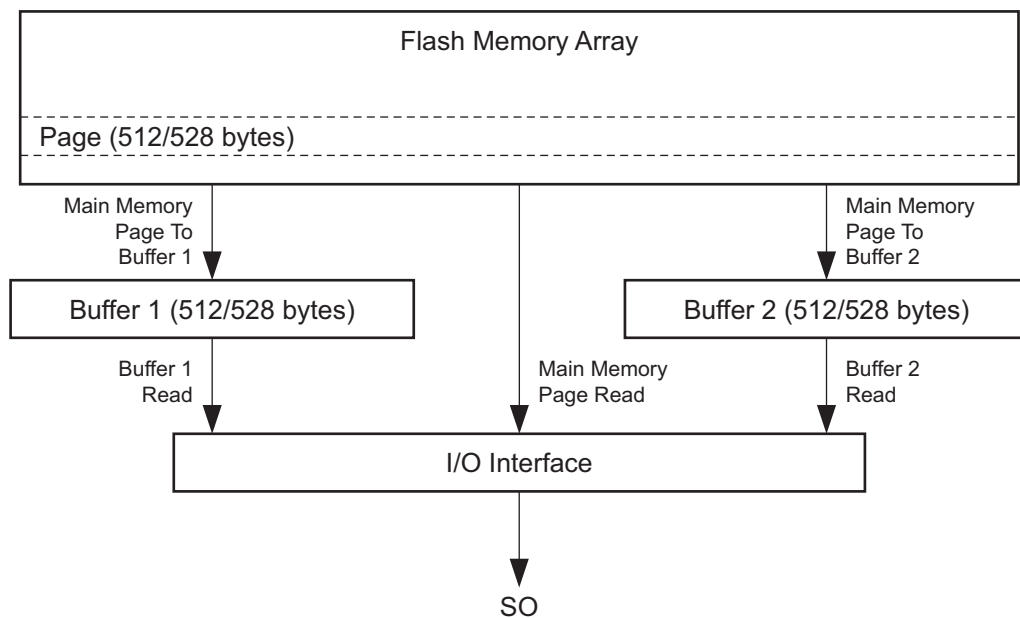 Flash Memory Array
Page (512/528 bytes)
Main Memory
Page To
Buffer 1
Main Memory
Page To
Buffer 2
Buffer 1 (512/528 bytes)
Buffer 2 (512/528 bytes)
Buffer 1
Read
Main Memory
Page Read
Buffer 2
Read
I/O Interface
SO